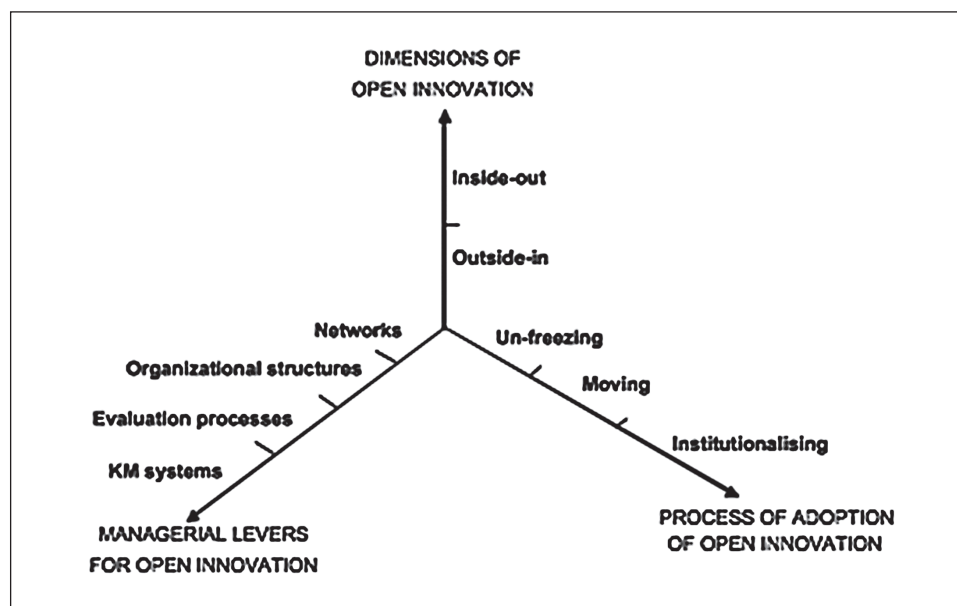 DIMENSIONS OF
OPEN INNOVATION
Inside-out
Outside-in
Networks
Organizational structures
Evaluation processes
KM systems
MANAGERIAL LEVERS
FOR OPEN INNOVATION
Un-freezing
Moving
Institutionalising
PROCESS OF ADOPTION
OF OPEN INNOVATION